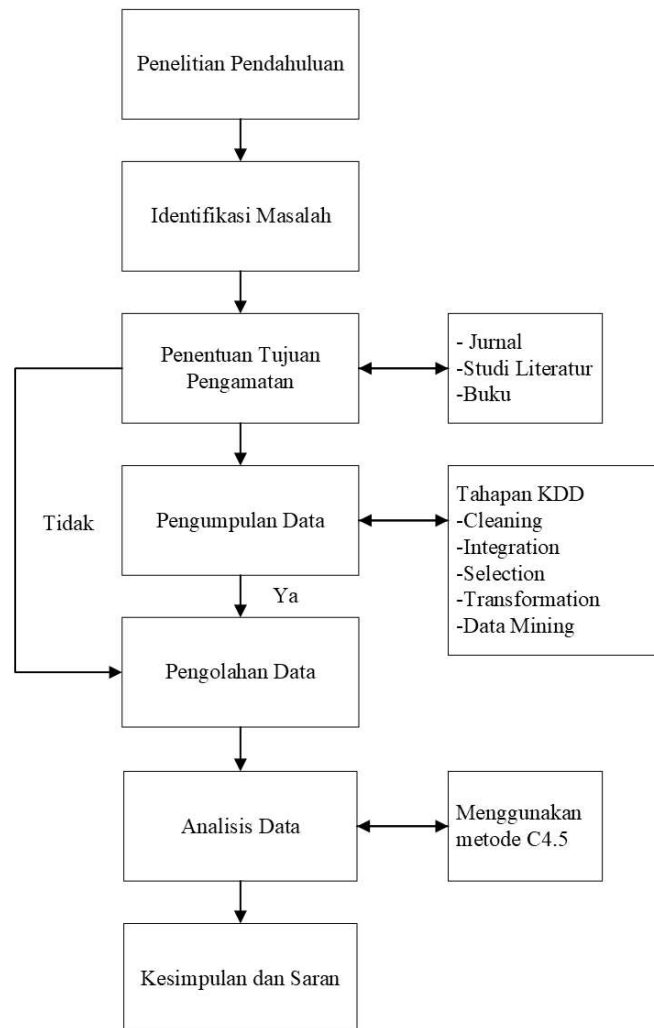 Penelitian Pendahuluan
Identifikasi Masalah
Penentuan Tujuan
Pengamatan
- Jurnal
-Studi Literatur
-Buku
Tidak
Pengumpulan Data
Tahapan KDD
-Cleaning
-Integration
-Selection
-Transformation
-Data Mining
Ya
Pengolahan Data
Analisis Data
Menggunakan
metode C4.5
Kesimpulan dan Saran